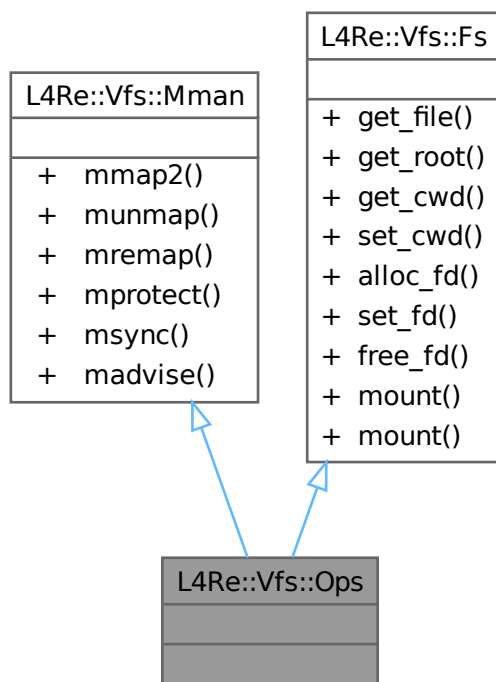 L4Re::Vfs::Mman
+ mmap2()
+ munmap()
+ mremap()
+ mprotect()
+ msync()
+ madvise()
L4Re::Vfs::Fs
+ get_file()
+ get_root()
+ get_cwd()
+ set_cwd()
+ alloc_fd()
+ set_fd()
+ free_fd()
+ mount()
+ mount()
L4Re::Vfs::Ops